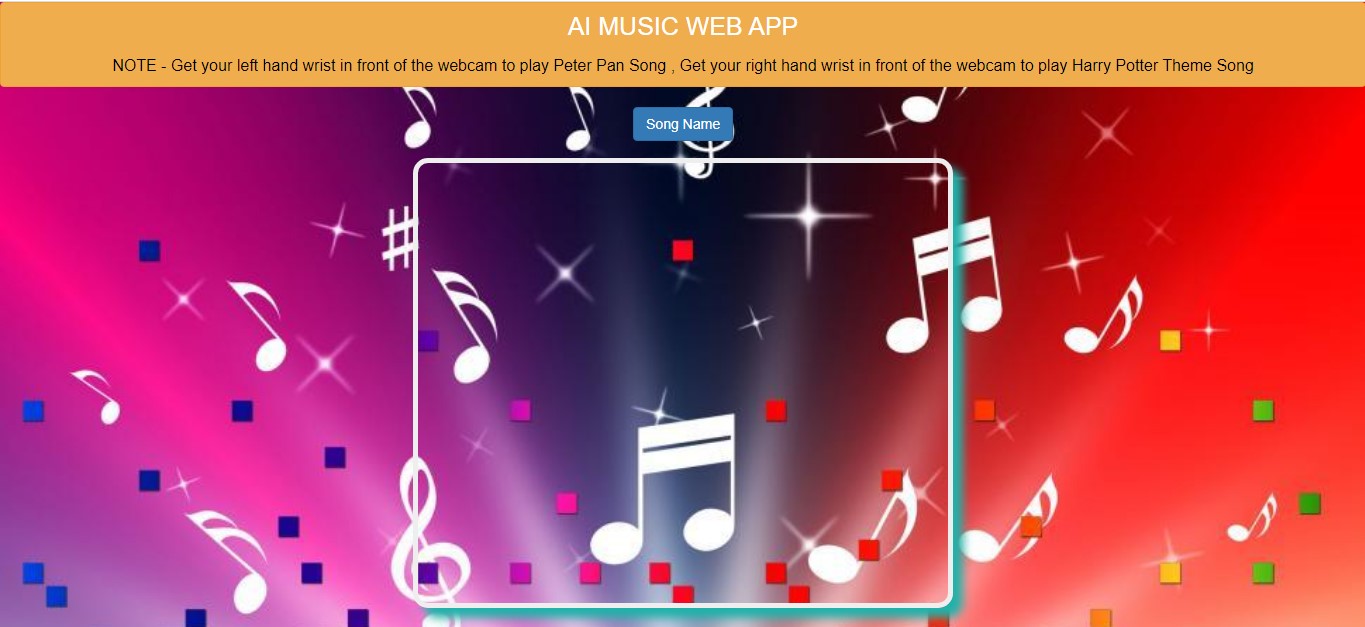 AI MUSIC WEB APP
NOTE - Get your left hand wrist in front of the webcam to play Peter Pan Song , Get your right hand wrist in front of the webcam to play Harry Potter Theme Song
Song Name